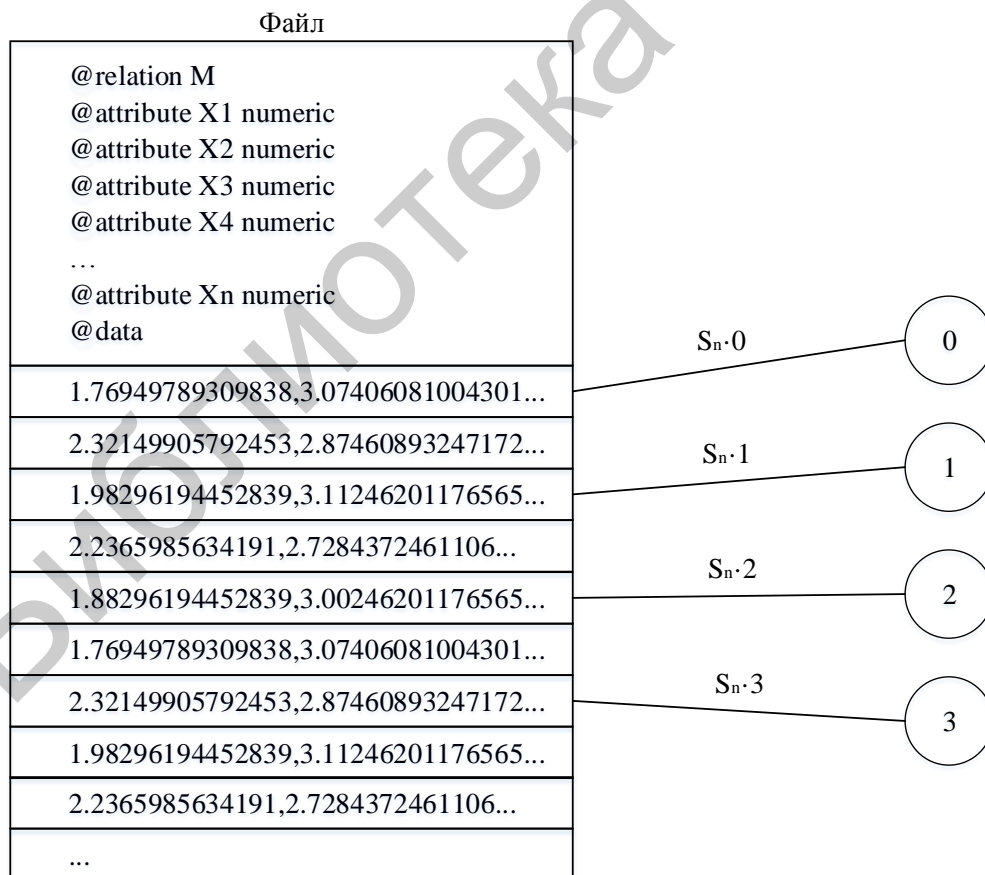 Файл
@relation M
@attribute X1 numeric
@attribute X2 numeric
@attribute X3 numeric
@attribute X4 numeric
…
@attribute Xn numeric
@data
1.76949789309838,3.07406081004301...
2.32149905792453,2.87460893247172...
1.98296194452839,3.11246201176565...
2.2365985634191,2.7284372461106...
1.88296194452839,3.00246201176565...
1.76949789309838,3.07406081004301...
2.32149905792453,2.87460893247172...
1.98296194452839,3.11246201176565...
2.2365985634191,2.7284372461106...
...
Sn·0
0
Sn·1
1
Sn·2
2
Sn·3
3
Библиотека